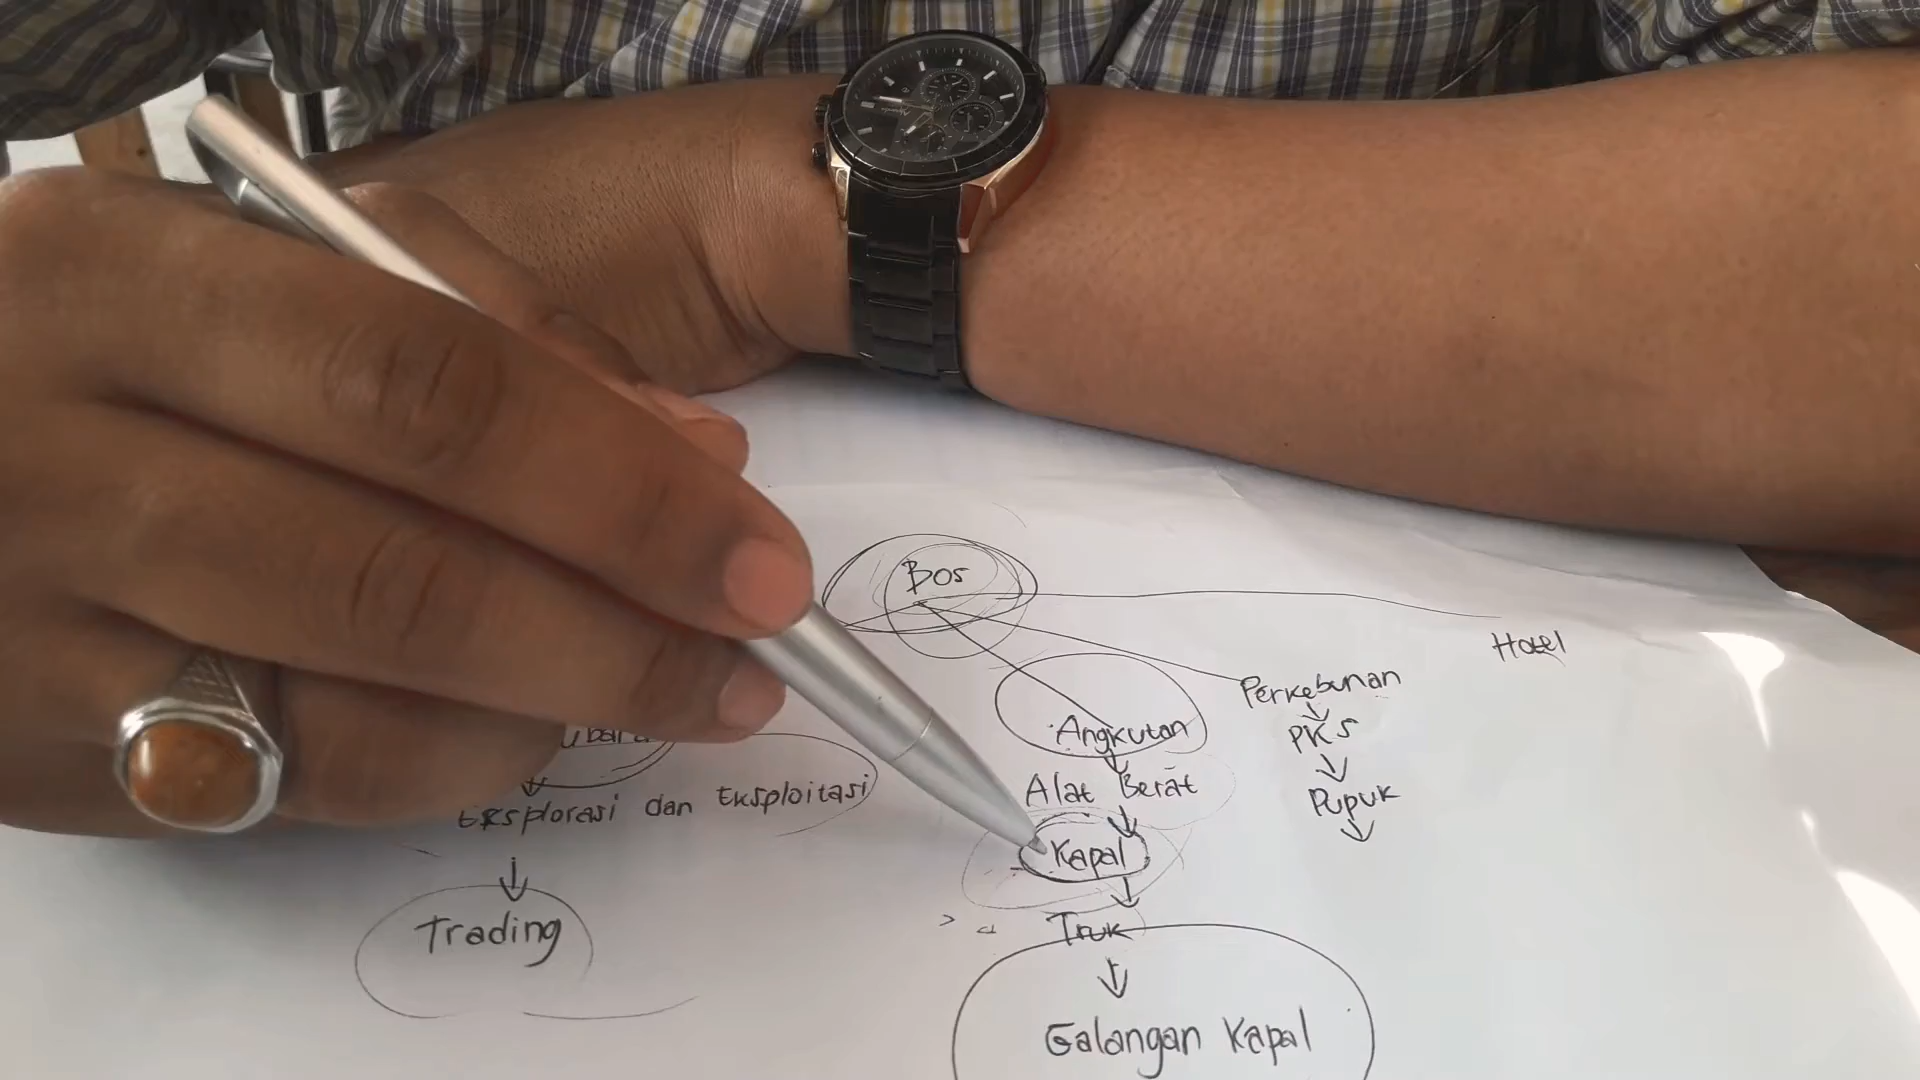 Bos
Hotel
Perkebunan
PKS
Pupuk
Angkutan
Alat Berat
Kapal
Truk
Galangan Kapal
Eksplorasi dan Eksploitasi
Trading